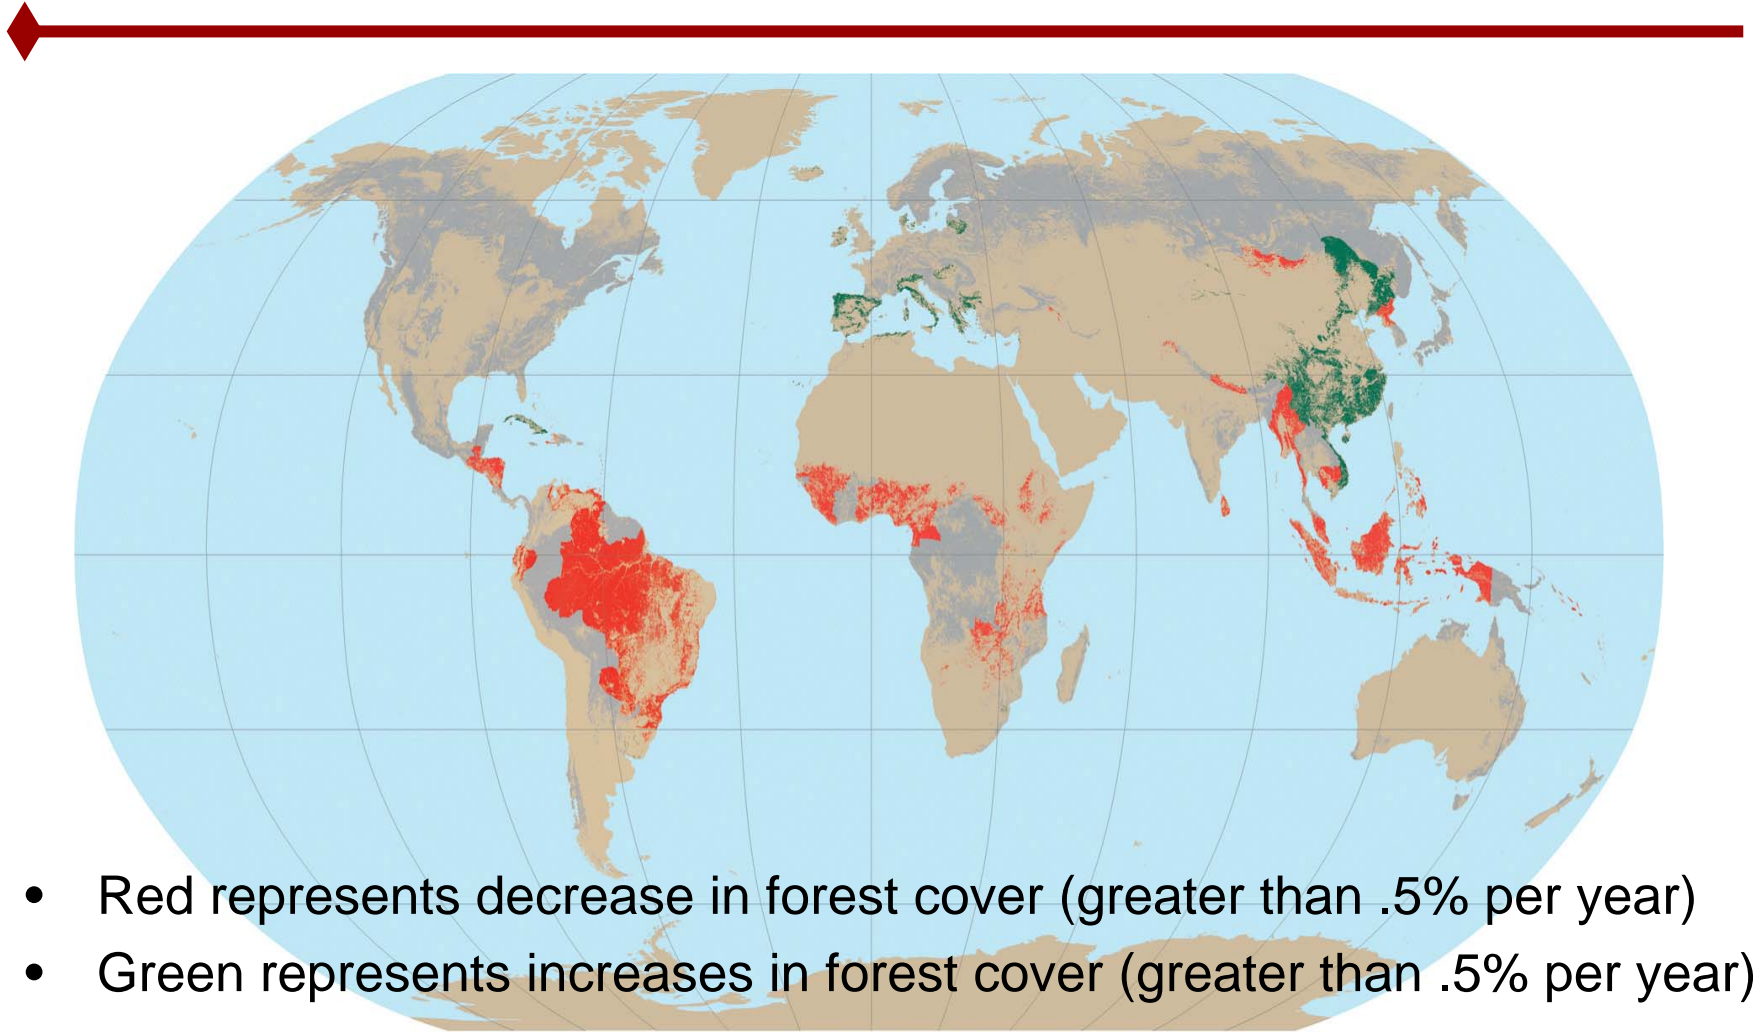 • Red represents decrease in forest cover (greater than .5% per year)
• Green represents increases in forest cover (greater than .5% per year)